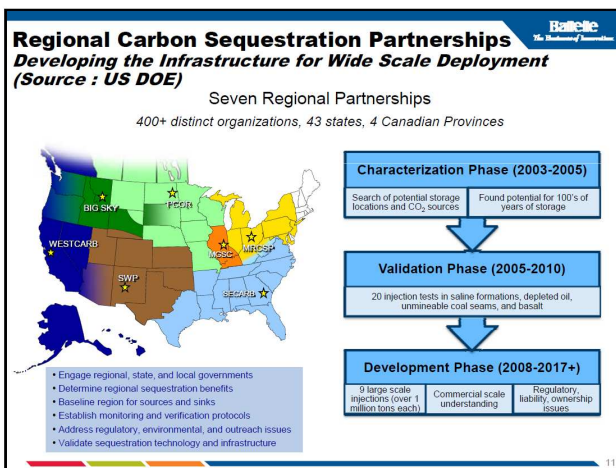 Battelle
The Business of Innovation
Regional Carbon Sequestration Partnerships
Developing the Infrastructure for Wide Scale Deployment
(Source : US DOE)
Seven Regional Partnerships
400+ distinct organizations, 43 states, 4 Canadian Provinces
BIG SKY
PCOR
WESTCARB
SWP
MGSC
MRCSP
SECARB
• Engage regional, state, and local governments
• Determine regional sequestration benefits
• Baseline region for sources and sinks
• Establish monitoring and verification protocols
• Address regulatory, environmental, and outreach issues
• Validate sequestration technology and infrastructure
Characterization Phase (2003-2005)
Search of potential storage
locations and CO₂ sources
Found potential for 100's of
years of storage
Validation Phase (2005-2010)
20 injection tests in saline formations, depleted oil,
unmineable coal seams, and basalt
Development Phase (2008-2017+)
9 large scale
injections (over 1
million tons each)
Commercial scale
understanding
Regulatory,
liability, ownership
issues
11